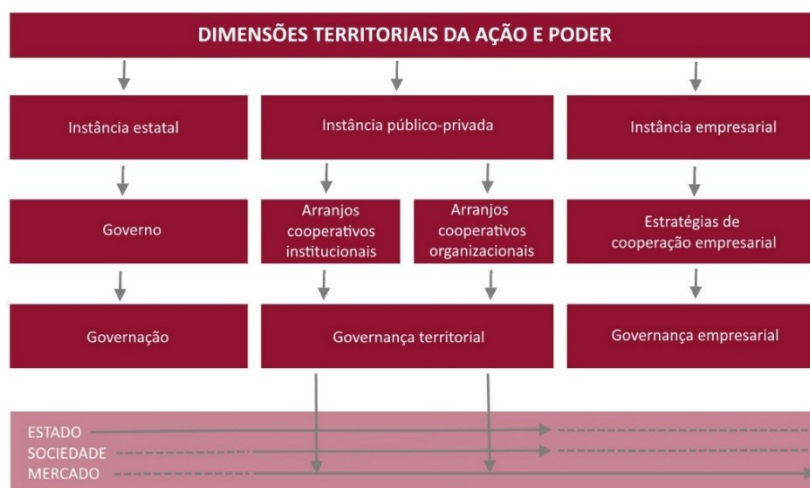 DIMENSÕES TERRITORIAIS DA AÇÃO E PODER
Instância estatal
Instância público-privada
Instância empresarial
Governo
Arranjos
cooperativos
institucionais
Arranjos
cooperativos
organizacionais
Estratégias de
cooperação empresarial
Governação
Governança territorial
Governança empresarial
ESTADO
SOCIEDADE
MERCADO